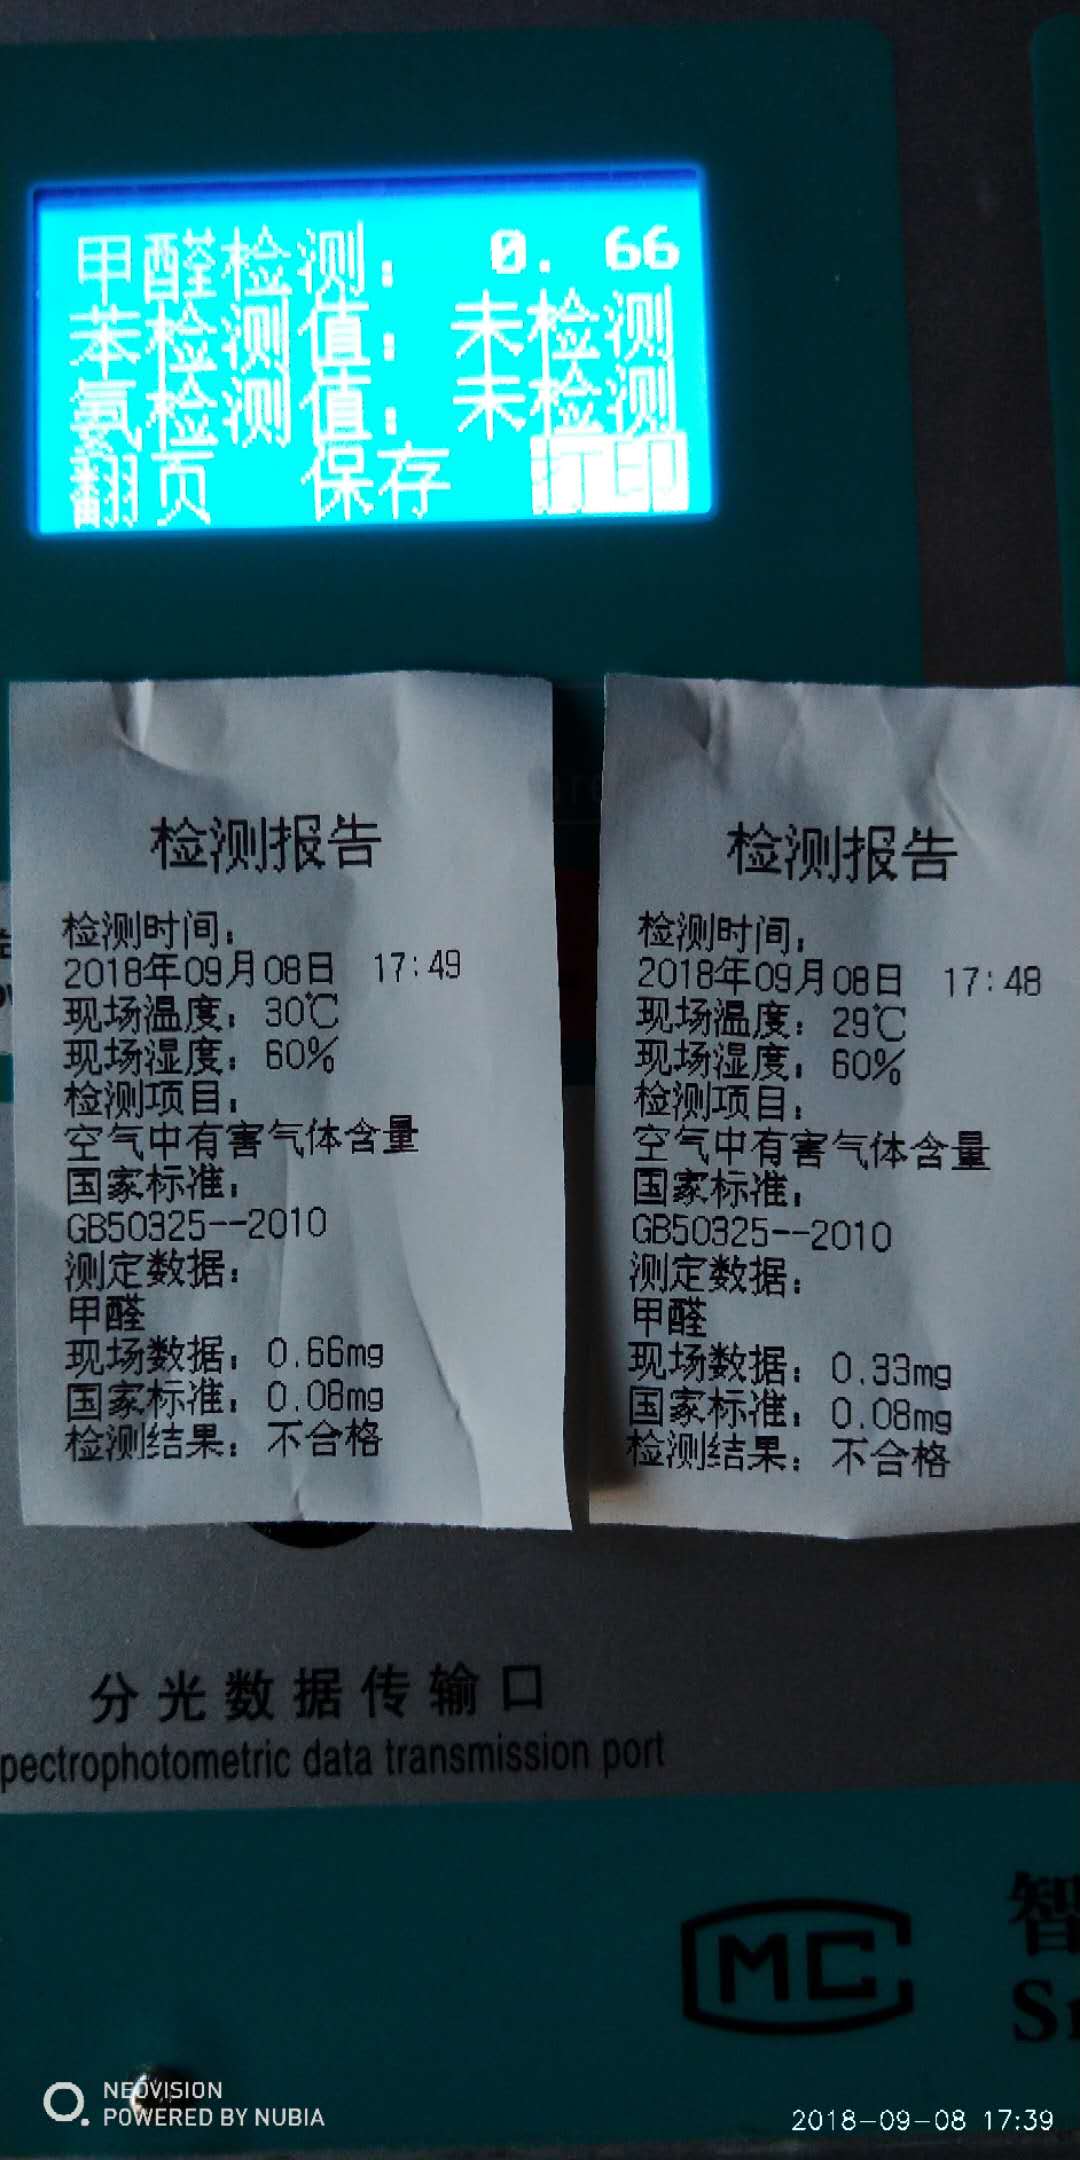 甲醛检测: 0. 66
苯检测值: 未检测
氨检测值: 未检测
翻页 保存 打印
检测报告
检测时间:
2018年09月08日 17:49
现场温度: 30℃
现场湿度: 60%
检测项目:
空气中有害气体含量
国家标准:
GB50325--2010
测定数据:
甲醛
现场数据: 0.66mg
国家标准: 0.08mg
检测结果: 不合格
检测报告
检测时间:
2018年09月08日 17:48
现场温度: 29℃
现场湿度: 60%
检测项目:
空气中有害气体含量
国家标准:
GB50325--2010
测定数据:
甲醛
现场数据: 0.33mg
国家标准: 0.08mg
检测结果: 不合格
分光数据传输口
pectrophotometric data transmission port
MC
智
NEOVISION
POWERED BY NUBIA
2018-09-08 17:39